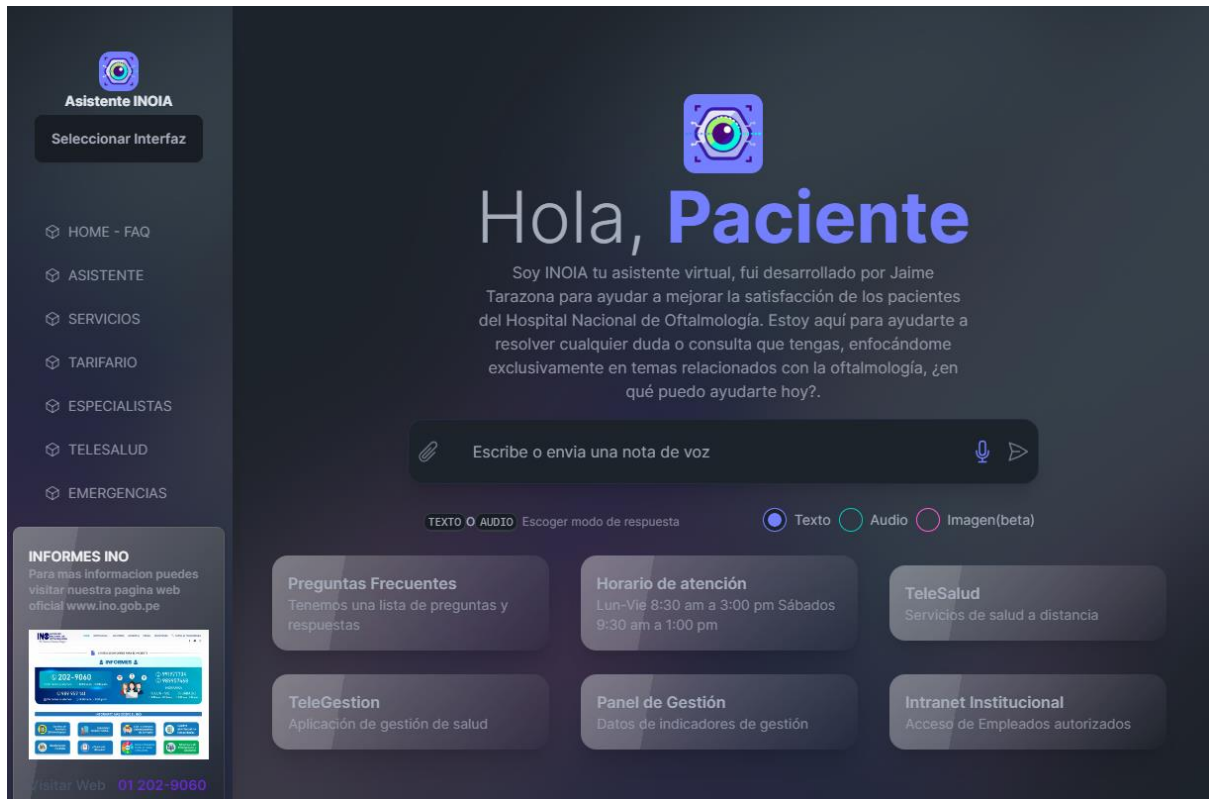 Asistente INOIA
Seleccionar Interfaz
HOME - FAQ
ASISTENTE
SERVICIOS
TARIFARIO
ESPECIALISTAS
TELESALUD
EMERGENCIAS
INFORMES INO
Para mas informacion puedes
visitar nuestra pagina web
oficial www.ino.gob.pe
INO
INFORMES
202-9060
Visitar Web 01 202-9060
Hola, Paciente
Soy INOIA tu asistente virtual, fui desarrollado por Jaime
Tarazona para ayudar a mejorar la satisfacción de los pacientes
del Hospital Nacional de Oftalmología. Estoy aquí para ayudarte a
resolver cualquier duda o consulta que tengas, enfocándome
exclusivamente en temas relacionados con la oftalmología, ¿en
qué puedo ayudarte hoy?.
Escribe o envia una nota de voz
TEXTO O AUDIO Escoger modo de respuesta
Texto Audio Imagen(beta)
Preguntas Frecuentes
Tenemos una lista de preguntas y
respuestas
Horario de atención
Lun-Vie 8:30 am a 3:00 pm Sábados
9:30 am a 1:00 pm
TeleSalud
Servicios de salud a distancia
TeleGestion
Aplicación de gestión de salud
Panel de Gestión
Datos de indicadores de gestión
Intranet Institucional
Acceso de Empleados autorizados